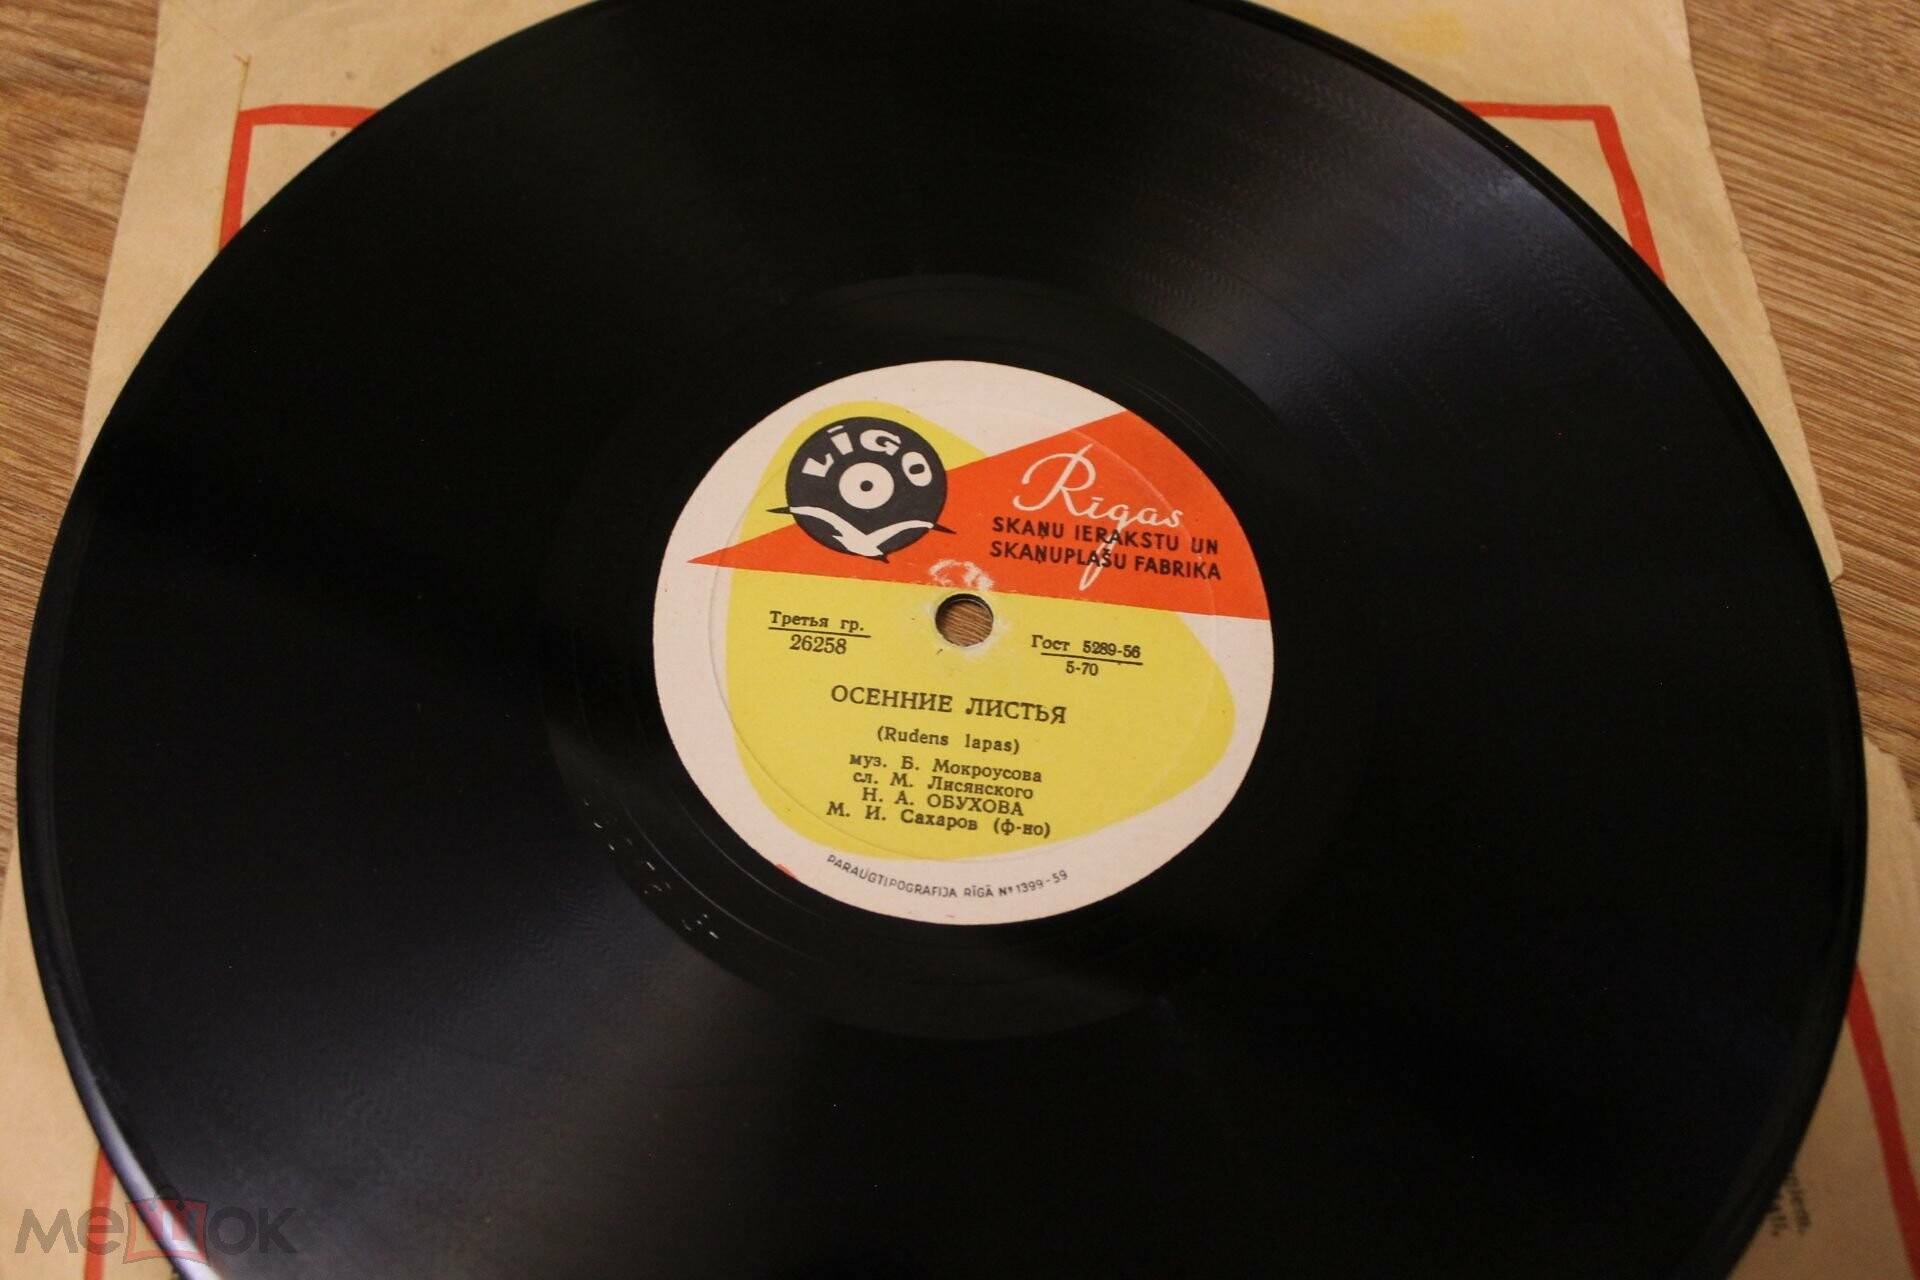 LĪGO
Rīgas
SKAŅU IERAKSTU UN
SKAŅUPLAŠU FABRIKA
Третья гр.
26258
Гост 5289-56
5-70
ОСЕННИЕ ЛИСТЬЯ
(Rudens lapas)
муз. Б. Мокроусова
сл. М. Лисянского
Н. А. ОБУХОВА
М. И. Сахаров (ф-но)
PARAUGTIPOGRAFIJA RĪGĀ № 1399-59
мешок